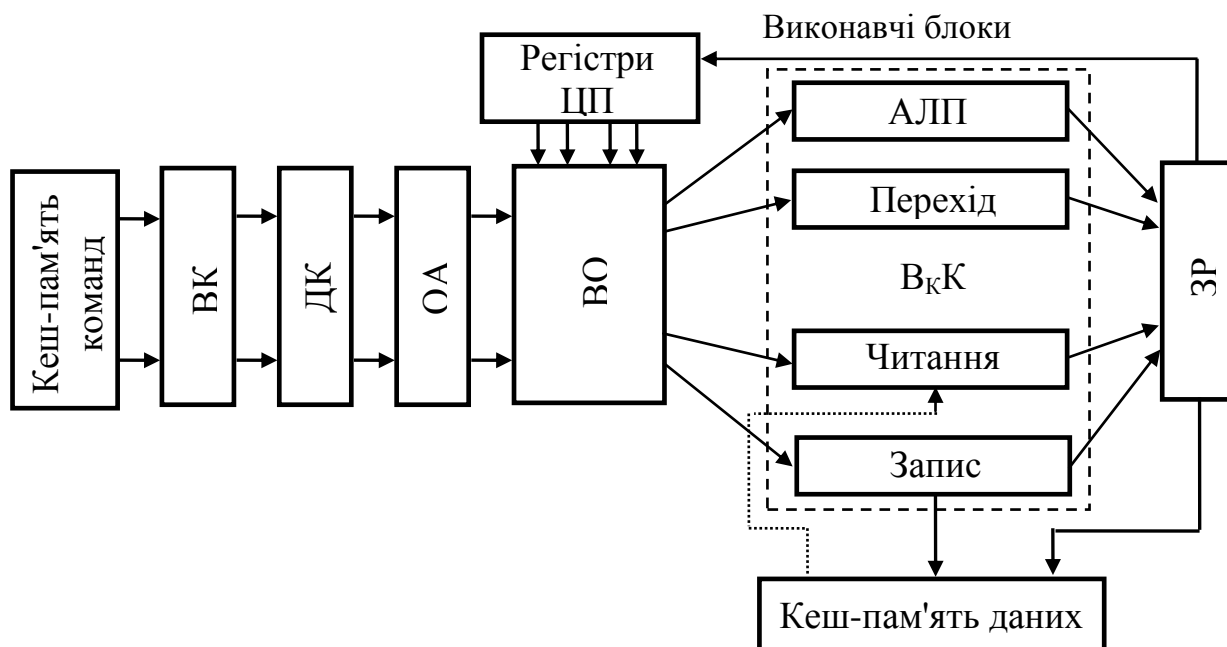 Виконавчі блоки
Регістри
ЦП
АЛП
Кеш-пам'ять
команд
ВК
ДК
ОА
ВО
Перехід
ВКК
Читання
Запис
ЗР
Кеш-пам'ять даних